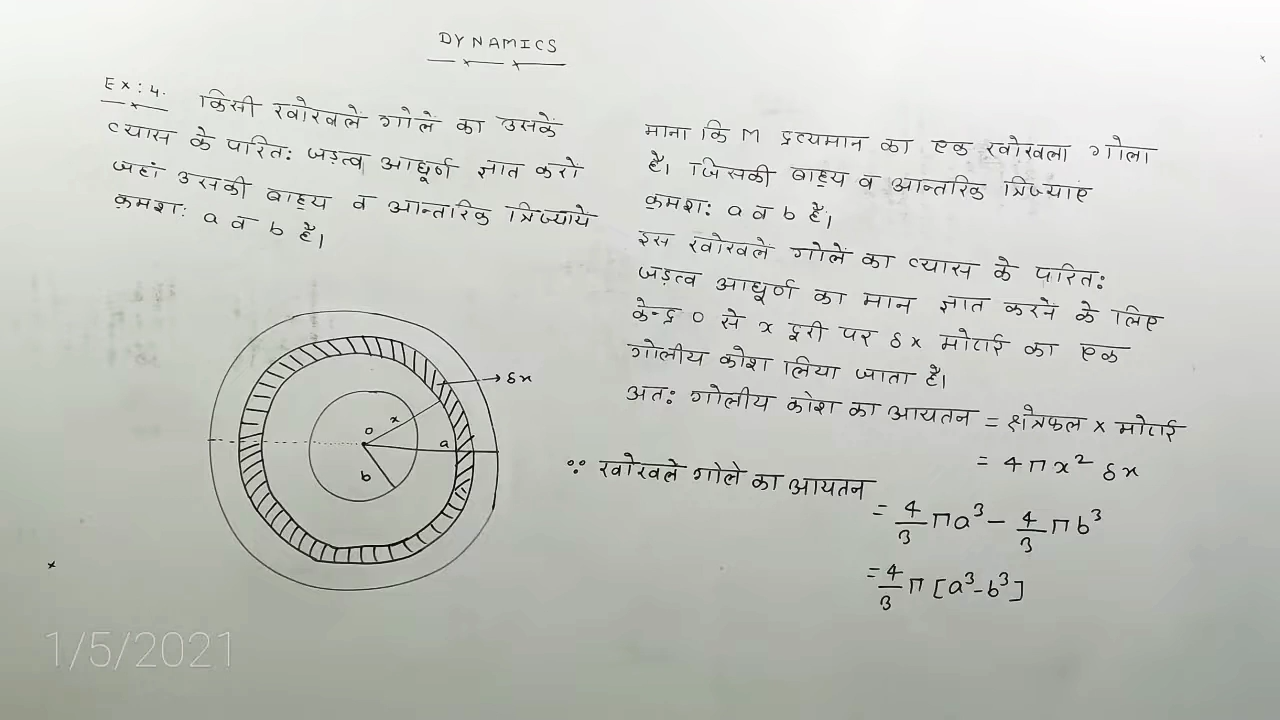 DYNAMICS
Ex: 4. किसी खोखलें गोलें का उसकें
व्यास के परितः जड़त्व आधूर्ण ज्ञात करों
जहां उसकी बाह्य व आन्तरिक त्रिज्यायें
क्रमशः a व b हैं।
δx
x
o
a
b
माना कि M द्रव्यमान का एक खोखला गोला
है। जिसकी बाह्य व आन्तरिक त्रिज्याएं
क्रमशः a व b हैं।
इस खोखलें गोलें का व्यास के परितः
जड़त्व आधूर्ण का मान ज्ञात करनें के लिए
केन्द्र o से x दूरी पर δx मोटाई का एक
गोलीय कोश लिया जाता है।
अतः गोलीय कोश का आयतन = क्षेत्रफल x मोटाई
= 4πx² δx
∵ खोखले गोले का आयतन
= 4/3 πa³ - 4/3 πb³
= 4/3 π [a³-b³]
1/5/2021